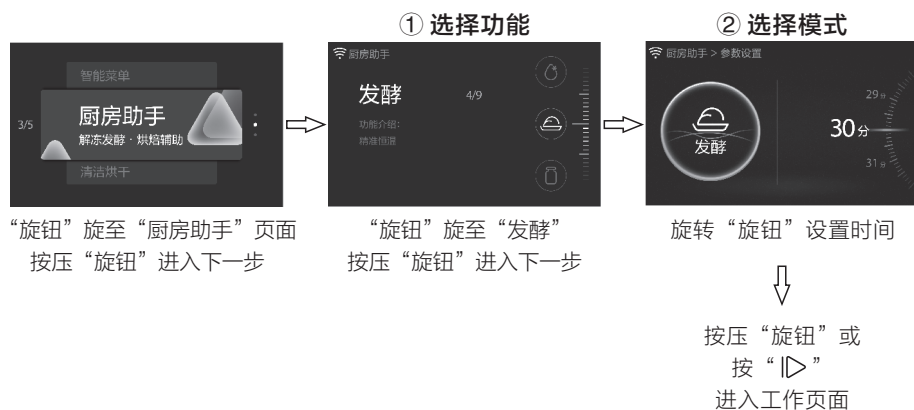 ① 选择功能
② 选择模式
智能菜单
3/5
厨房助手
解冻发酵 · 烘焙辅助
清洁烘干
厨房助手
发酵
4/9
功能介绍:
精准恒温
厨房助手 > 参数设置
发酵
29分
30分
31分
“旋钮”旋至“厨房助手”页面
按压“旋钮”进入下一步
“旋钮”旋至“发酵”
按压“旋钮”进入下一步
旋转“旋钮”设置时间
按压“旋钮”或
按“”
进入工作页面